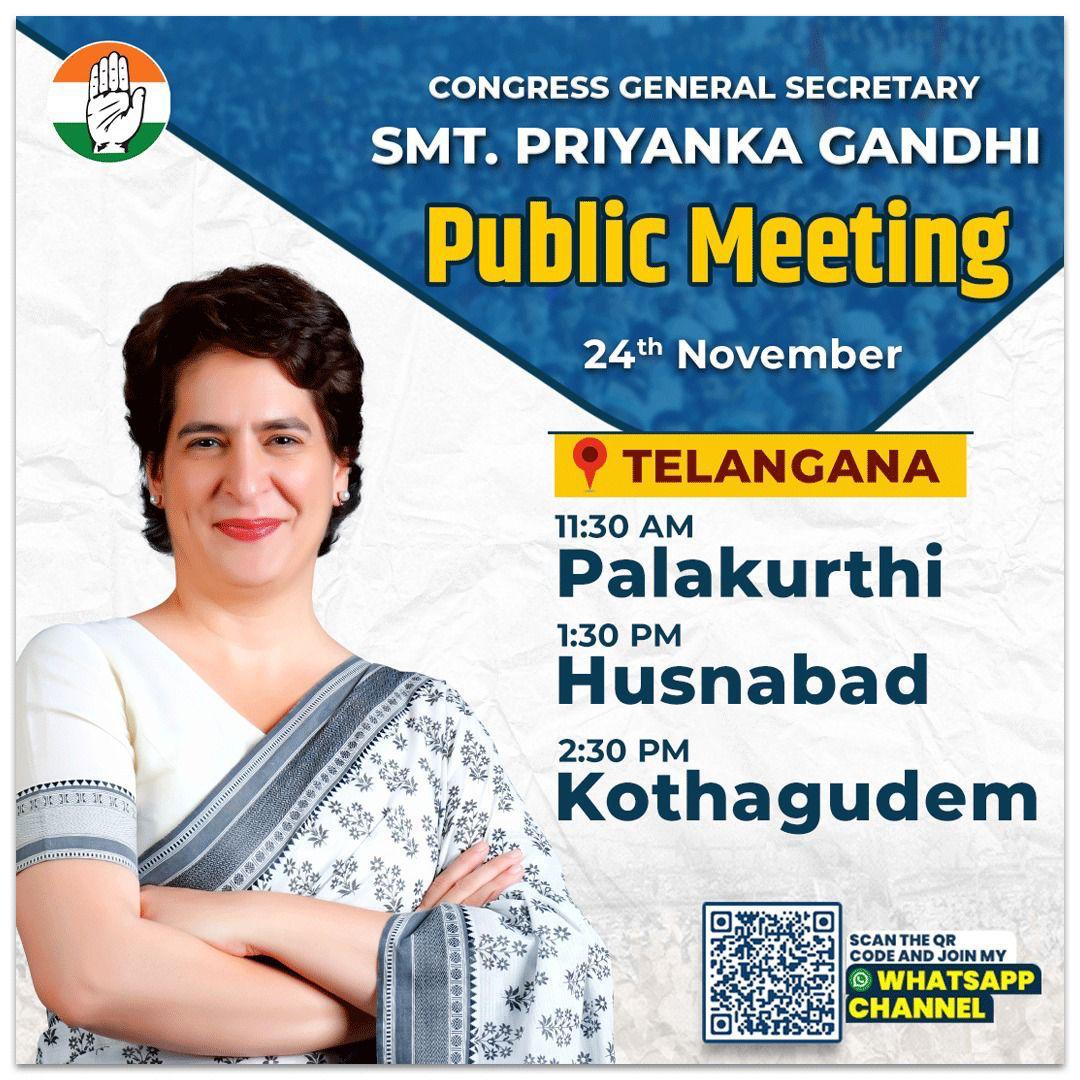 CONGRESS GENERAL SECRETARY
SMT. PRIYANKA GANDHI
Public Meeting
24th November
TELANGANA
11:30 AM
Palakurthi
1:30 PM
Husnabad
2:30 PM
Kothagudem
SCAN THE QR
CODE AND JOIN MY
WHATSAPP
CHANNEL